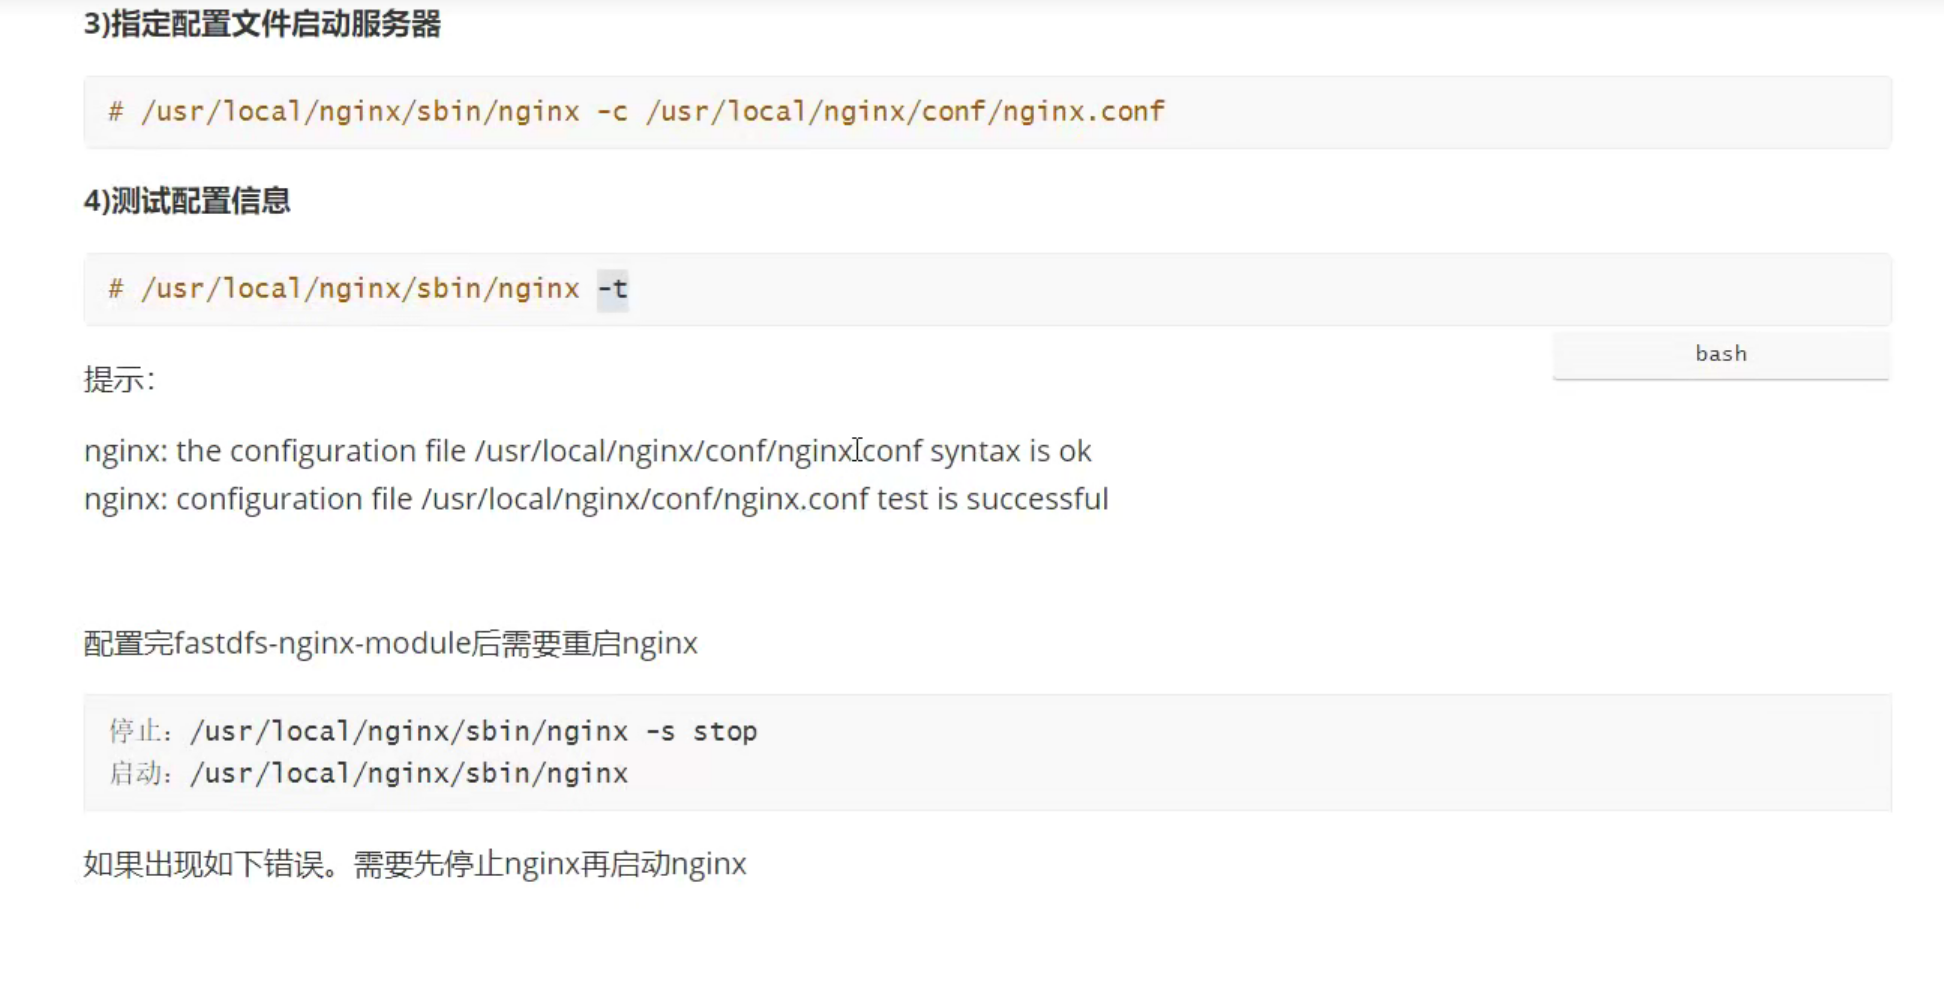 3)指定配置文件启动服务器
# /usr/local/nginx/sbin/nginx -c /usr/local/nginx/conf/nginx.conf
4)测试配置信息
# /usr/local/nginx/sbin/nginx -t
bash
提示：
nginx: the configuration file /usr/local/nginx/conf/nginx.conf syntax is ok
nginx: configuration file /usr/local/nginx/conf/nginx.conf test is successful
配置完fastdfs-nginx-module后需要重启nginx
停止：/usr/local/nginx/sbin/nginx -s stop
启动：/usr/local/nginx/sbin/nginx
如果出现如下错误。需要先停止nginx再启动nginx